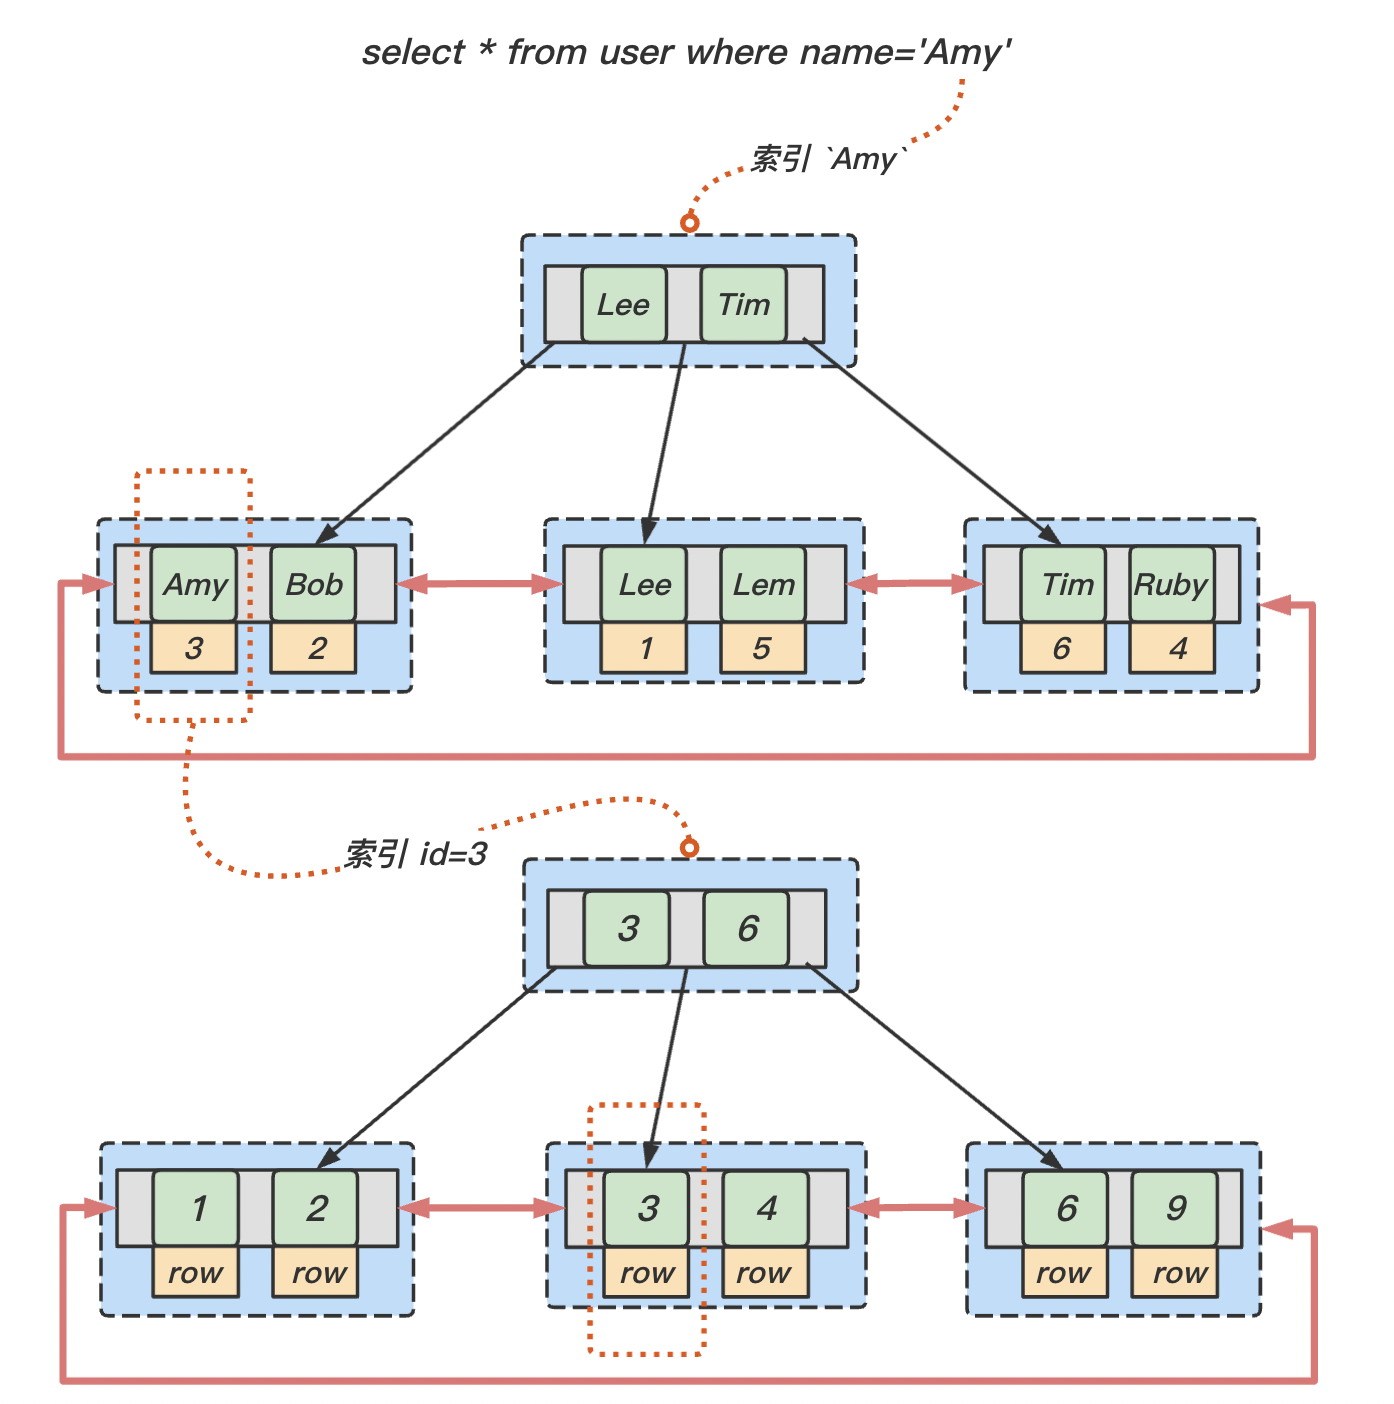 select * from user where name='Amy'
索引 `Amy`
Lee Tim
Amy Bob Lee Lem Tim Ruby
3 2 1 5 6 4
索引 id=3
3 6
1 2 3 4 6 9
row row row row row row